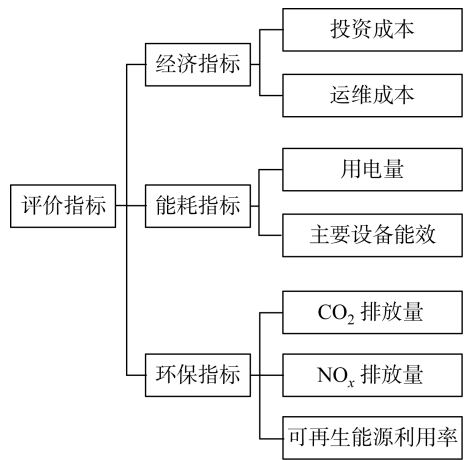 评价指标
经济指标
投资成本
运维成本
能耗指标
用电量
主要设备能效
环保指标
CO₂ 排放量
NOₓ 排放量
可再生能源利用率